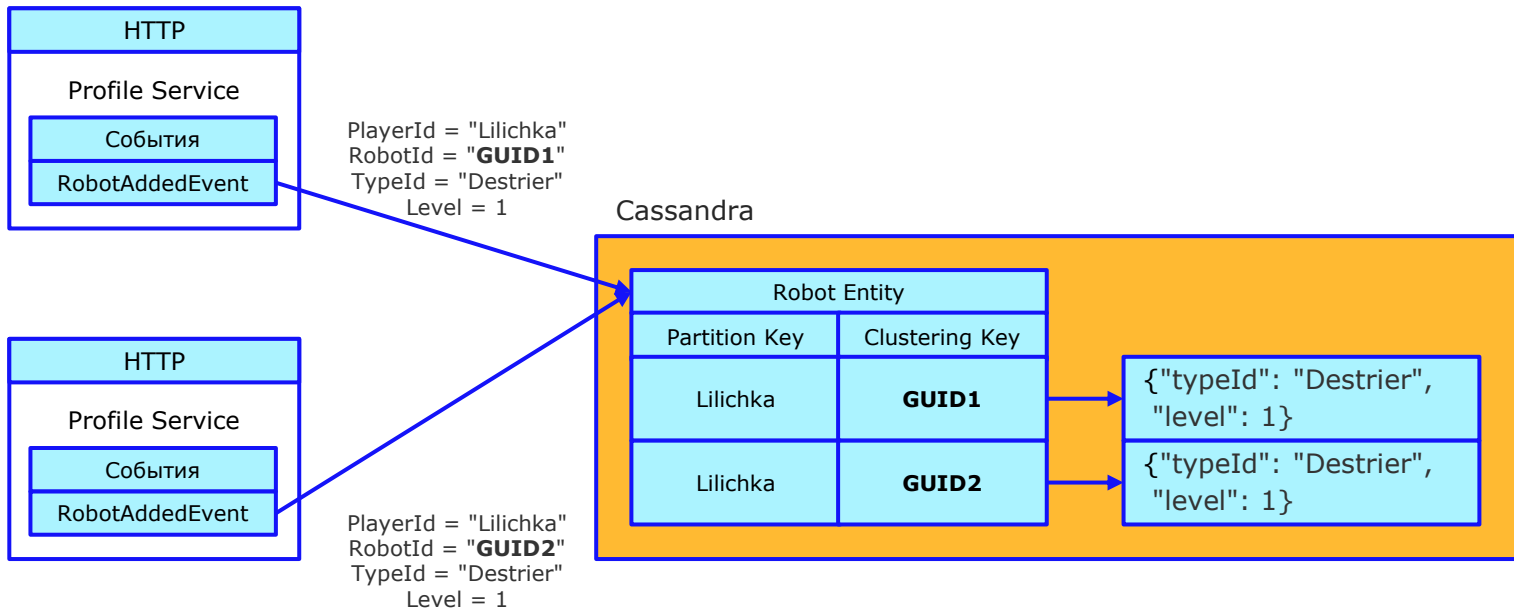 HTTP
Profile Service
События
RobotAddedEvent
PlayerId = "Lilichka"
RobotId = "GUID1"
TypeId = "Destrier"
Level = 1
HTTP
Profile Service
События
RobotAddedEvent
PlayerId = "Lilichka"
RobotId = "GUID2"
TypeId = "Destrier"
Level = 1
Cassandra
Robot Entity
Partition Key Clustering Key
Lilichka GUID1
{"typeId": "Destrier",
"level": 1}
Lilichka GUID2
{"typeId": "Destrier",
"level": 1}